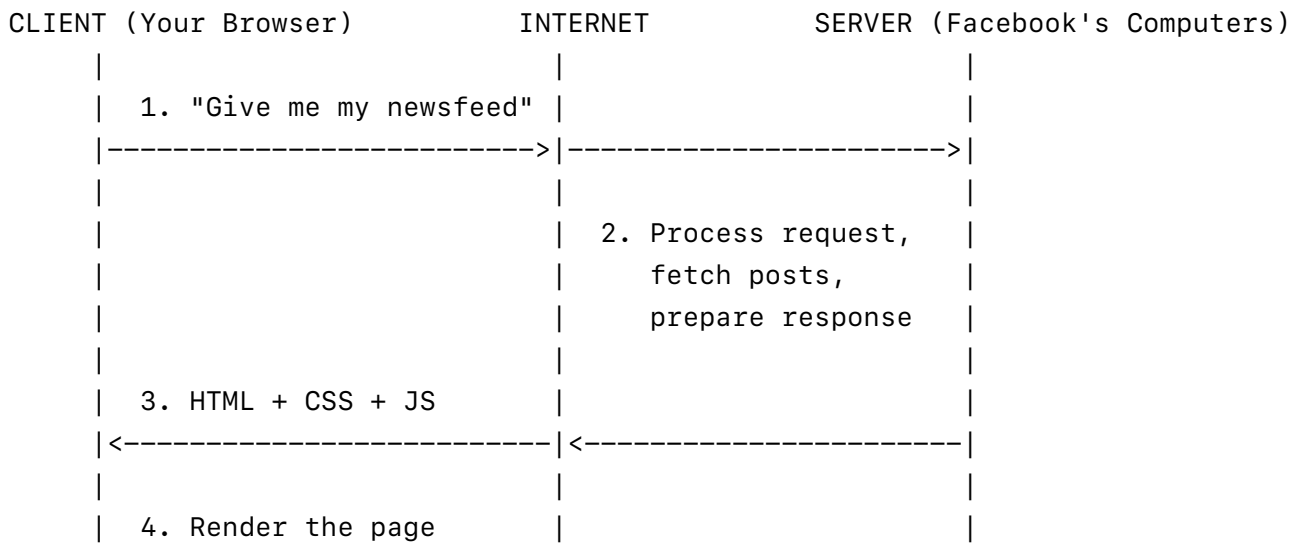 CLIENT (Your Browser) INTERNET SERVER (Facebook's Computers)
1. "Give me my newsfeed"
2. Process request,
fetch posts,
prepare response
3. HTML + CSS + JS
4. Render the page